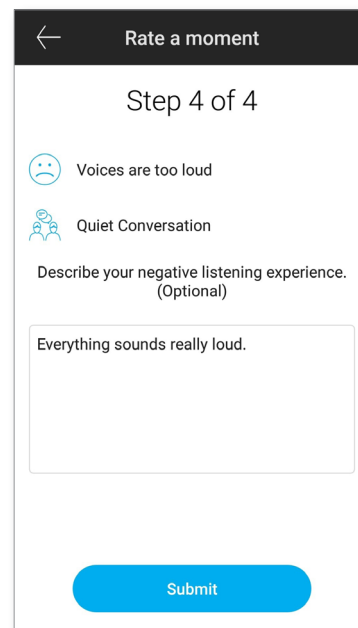 Rate a moment
Step 4 of 4
Voices are too loud
Quiet Conversation
Describe your negative listening experience.
(Optional)
Everything sounds really loud.
Submit